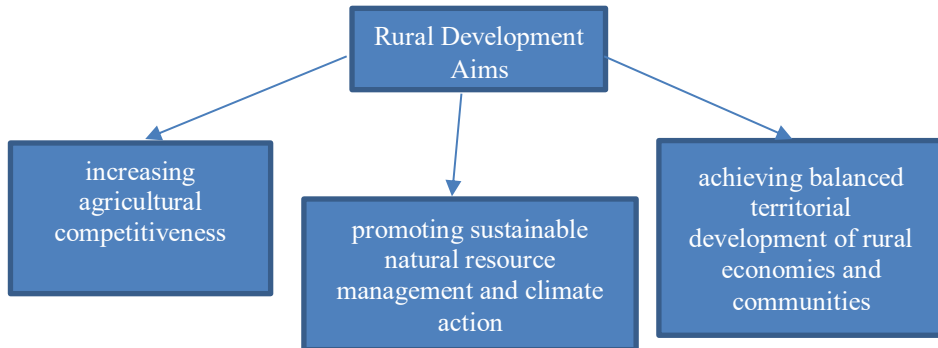 Rural Development
Aims
increasing
agricultural
competitiveness
promoting sustainable
natural resource
management and climate
action
achieving balanced
territorial
development of rural
economies and
communities